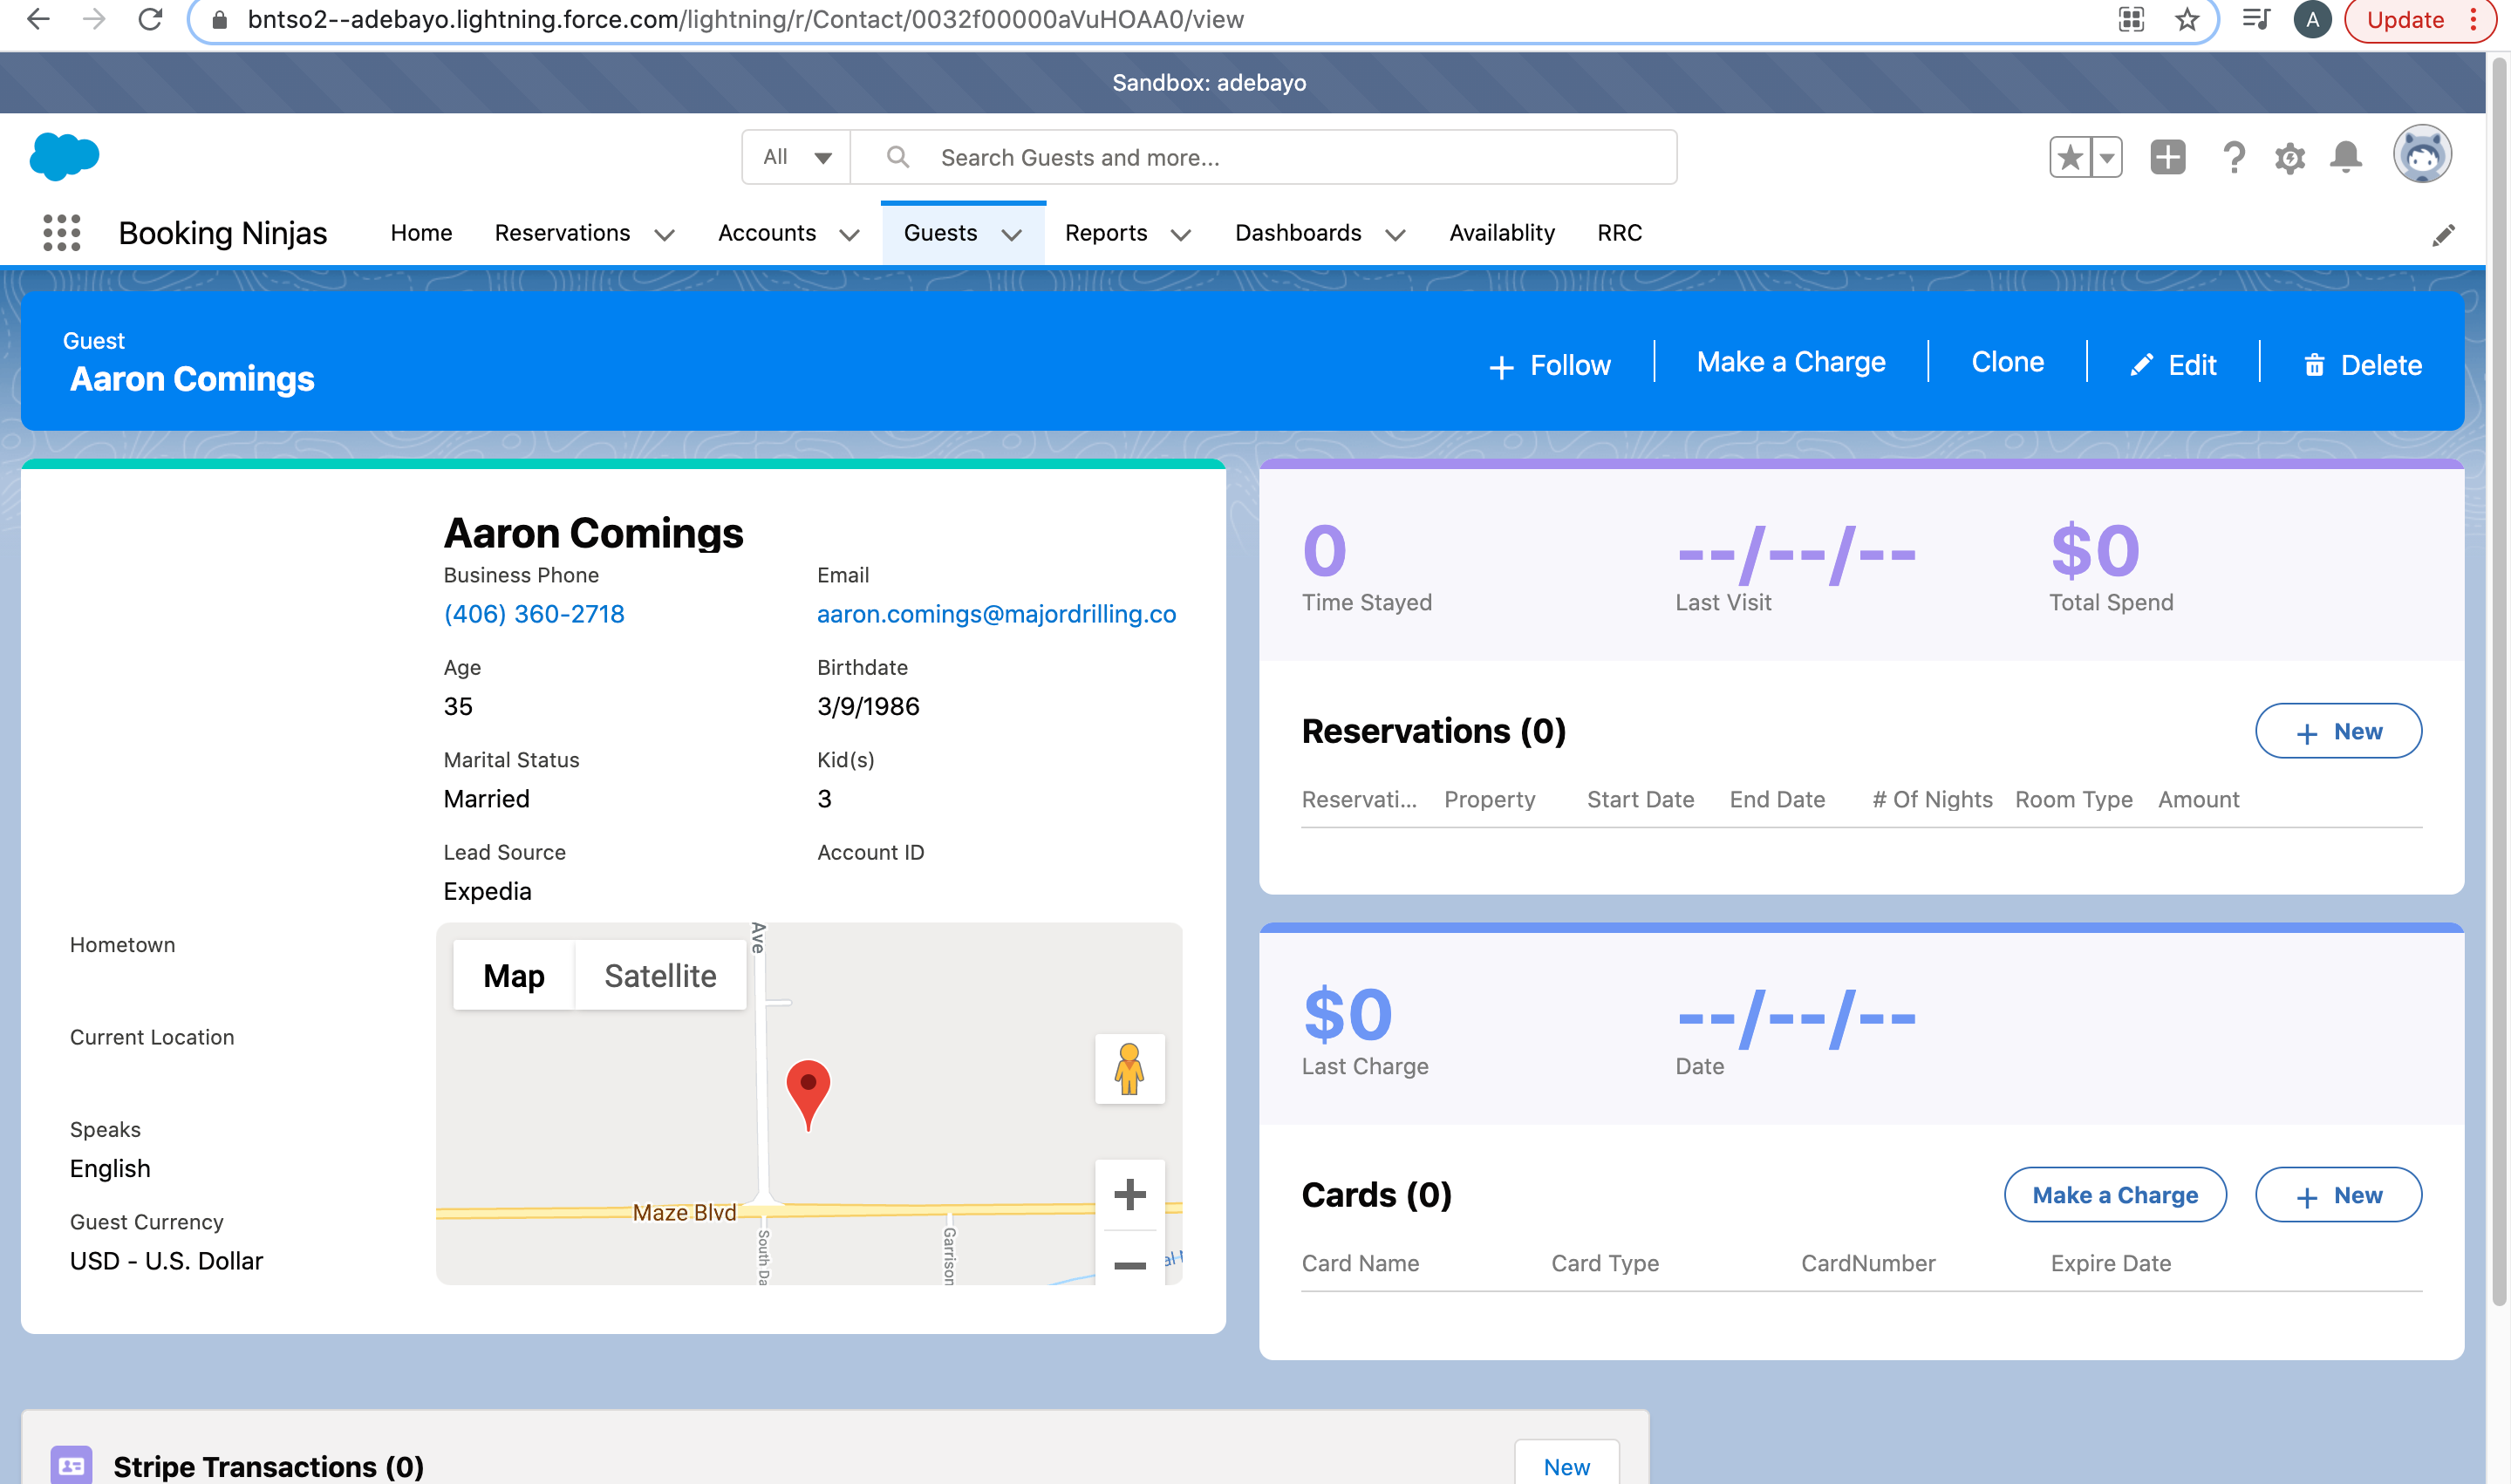 bntso2--adebayo.lightning.force.com/lightning/r/Contact/0032f00000aVuHOAA0/view
A
Update
Sandbox: adebayo
All
Search Guests and more...
Booking Ninjas
Home
Reservations
Accounts
Guests
Reports
Dashboards
Availablity
RRC
Guest
Aaron Comings
Follow
Make a Charge
Clone
Edit
Delete
Aaron Comings
Business Phone
Email
(406) 360-2718
aaron.comings@majordrilling.co
Age
Birthdate
35
3/9/1986
Marital Status
Kid(s)
Married
3
Lead Source
Account ID
Expedia
Hometown
Current Location
Speaks
English
Guest Currency
USD - U.S. Dollar
Map
Satellite
Ave
Maze Blvd
South Da
Garrison
0
--/--/--
$0
Time Stayed
Last Visit
Total Spend
Reservations (0)
+ New
Reservati...
Property
Start Date
End Date
# Of Nights
Room Type
Amount
$0
--/--/--
Last Charge
Date
Cards (0)
Make a Charge
+ New
Card Name
Card Type
CardNumber
Expire Date
Stripe Transactions (0)
New